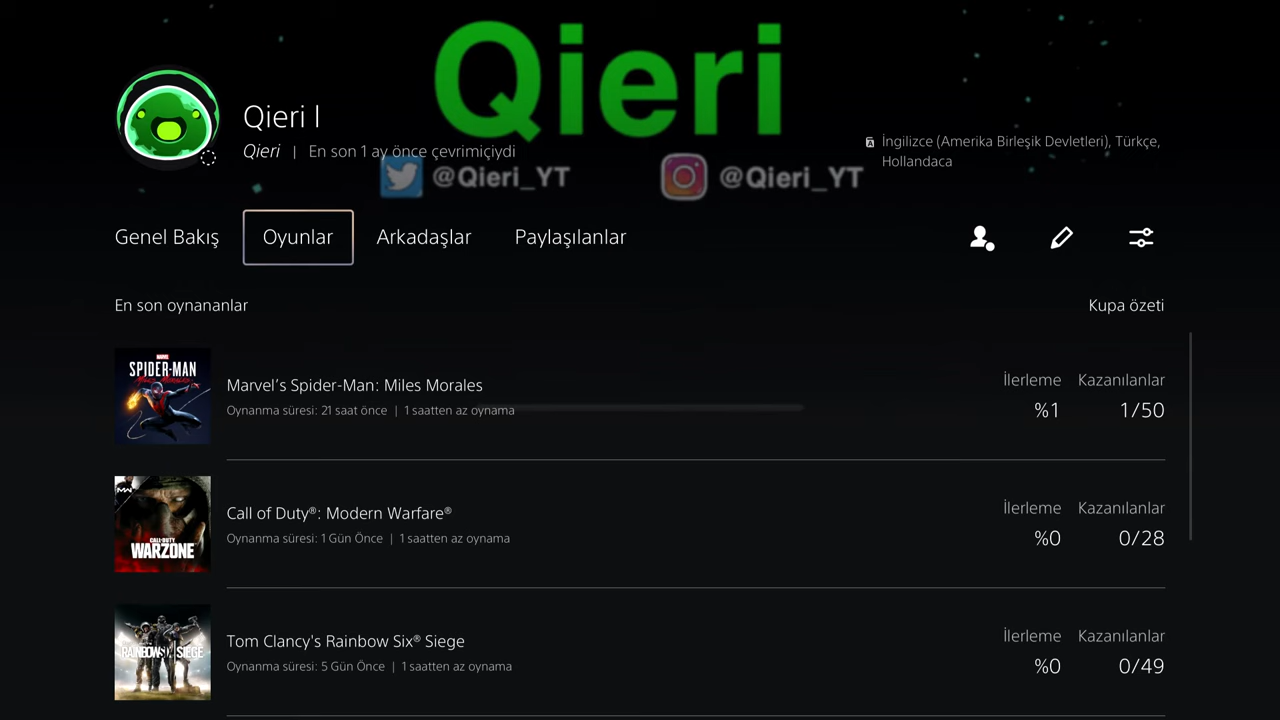 Qieri
Qieri |
Qieri | En son 1 ay önce çevrimiçiydi
İngilizce (Amerika Birleşik Devletleri), Türkçe,
Hollandaca
@Qieri_YT
@Qieri_YT
Genel Bakış
Oyunlar
Arkadaşlar
Paylaşılanlar
En son oynananlar
Kupa özeti
MARVEL
SPIDER-MAN
MILES MORALES
Marvel's Spider-Man: Miles Morales
Oynanma süresi: 21 saat önce | 1 saatten az oynama
İlerleme Kazanılanlar
%1 1/50
MW
CALL OF DUTY
WARZONE
Call of Duty®: Modern Warfare®
Oynanma süresi: 1 Gün Önce | 1 saatten az oynama
İlerleme Kazanılanlar
%0 0/28
RAINBOW SIX SIEGE
Tom Clancy's Rainbow Six® Siege
Oynanma süresi: 5 Gün Önce | 1 saatten az oynama
İlerleme Kazanılanlar
%0 0/49